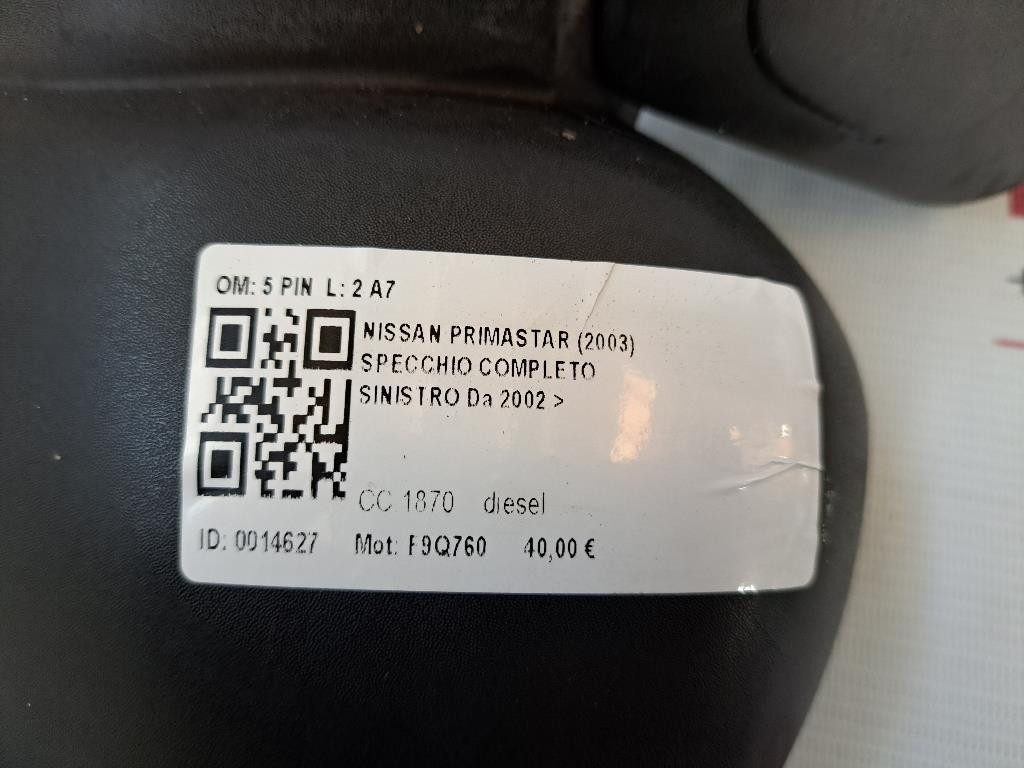 OM: 5 PIN L: 2 A7
NISSAN PRIMASTAR (2003)
SPECCHIO COMPLETO
SINISTRO Da 2002 >
CC 1870 diesel
ID: 0014627 Mot: F9Q760 40,00 €